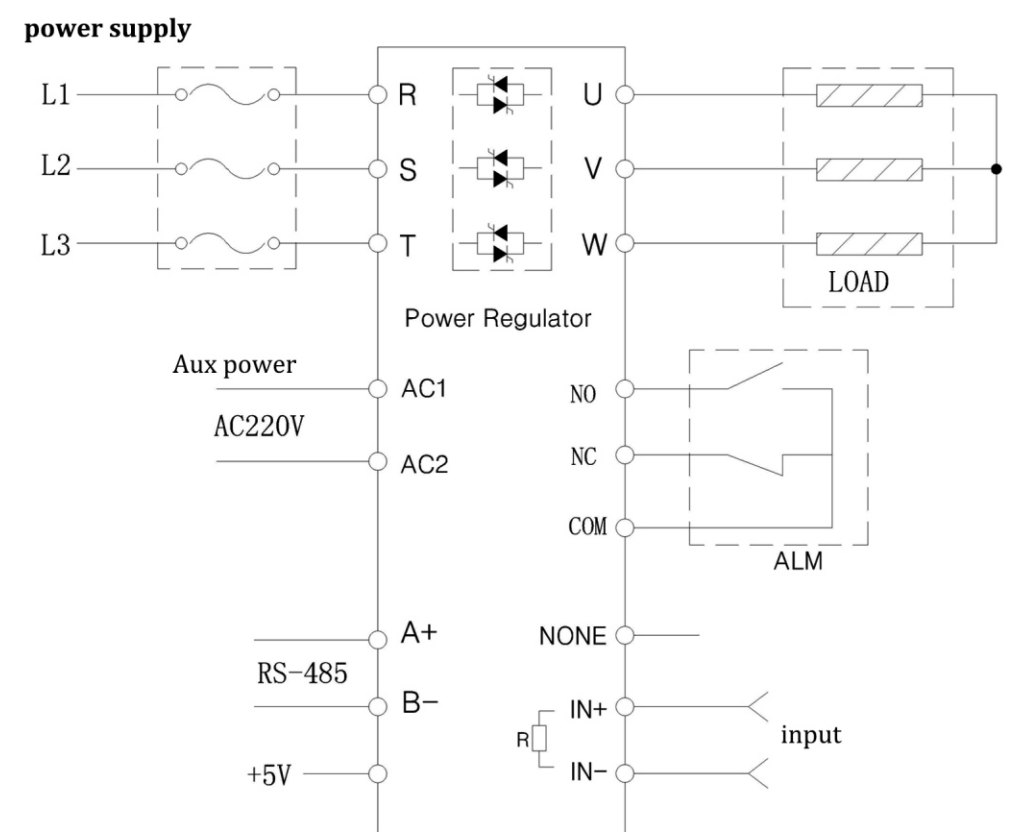 power supply
L1
R
U
L2
S
V
L3
T
W
LOAD
Power Regulator
Aux power
AC1
NO
AC220V
AC2
NC
COM
ALM
A+
NONE
RS-485
B-
IN+
R
input
+5V
IN-